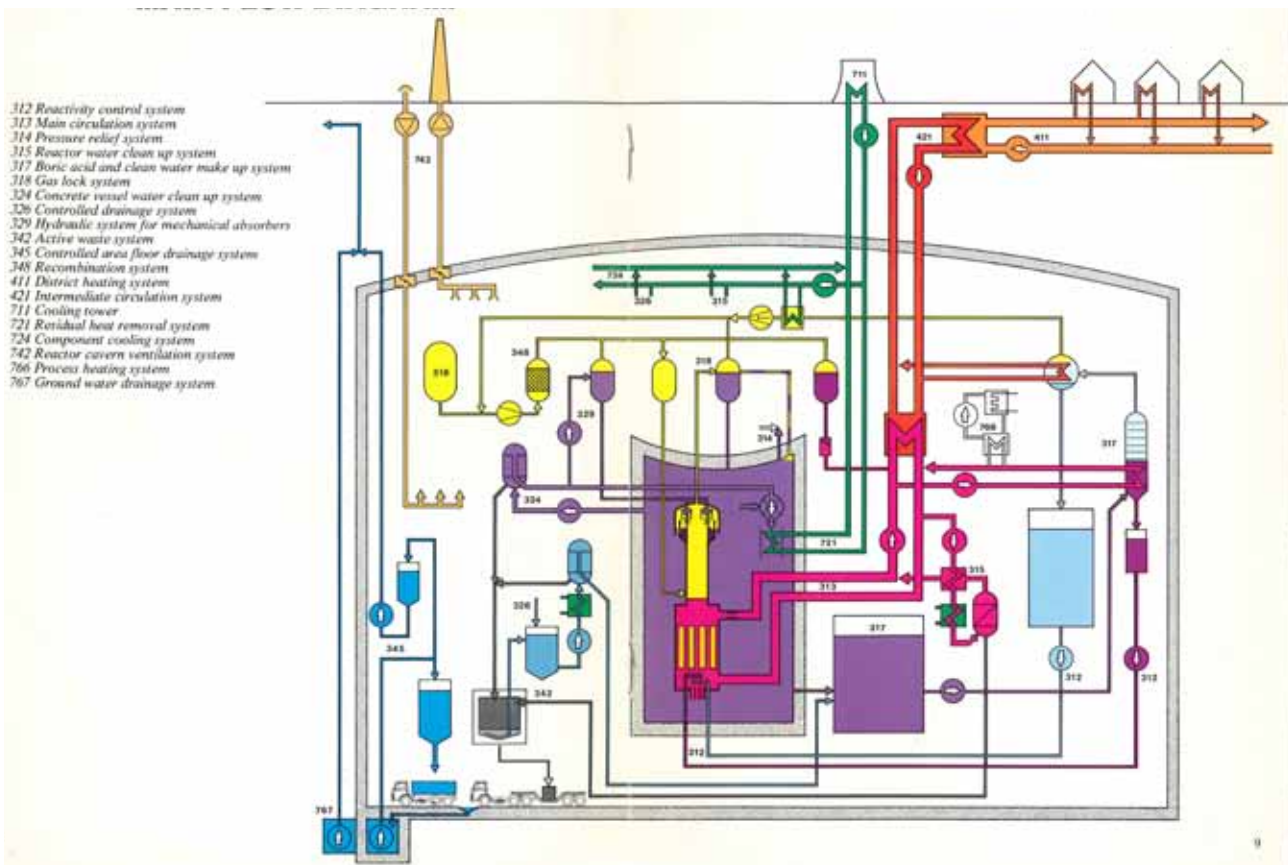 312 Reactivity control system
313 Main circulation system
314 Pressure relief system
315 Reactor water clean up system
317 Boric acid and clean water make up system
318 Gas lock system
324 Concrete vessel water clean up system
326 Controlled drainage system
329 Hydraulic system for mechanical absorbers
342 Active waste system
345 Controlled area floor drainage system
348 Recombination system
411 District heating system
421 Intermediate circulation system
711 Cooling tower
721 Residual heat removal system
724 Component cooling system
742 Reactor cavern ventilation system
766 Process heating system
767 Ground water drainage system
711
421
411
326
315
318
348
318
329
314
317
324
721
313
315
326
345
317
342
312
312
312
767
9